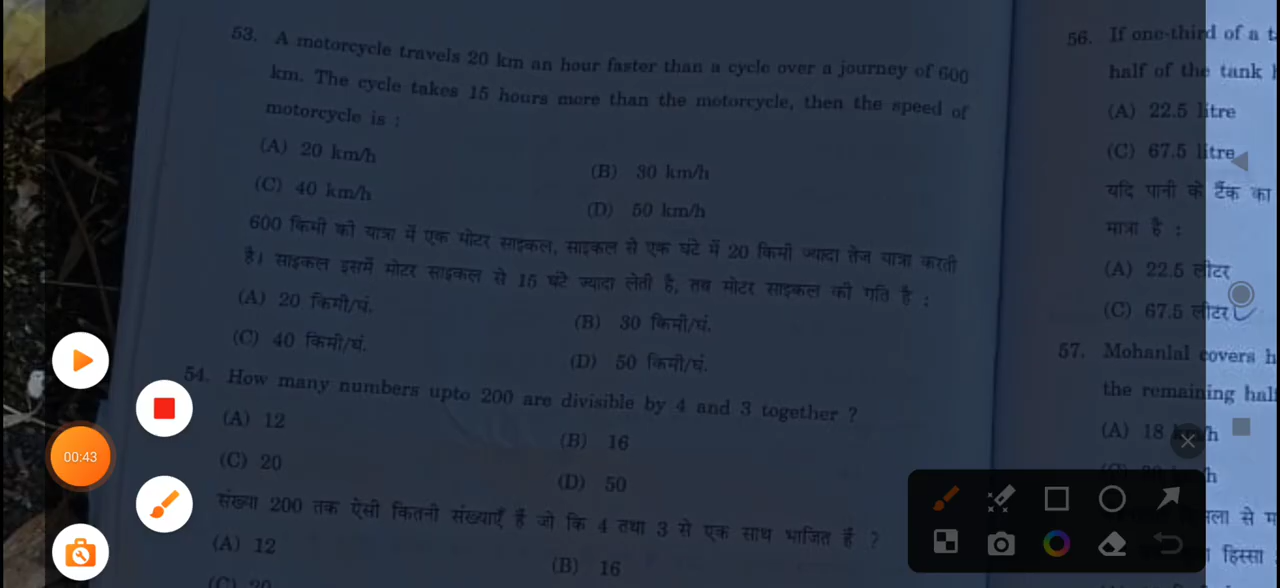 53. A motorcycle travels 20 km an hour faster than a cycle over a journey of 600
km. The cycle takes 15 hours more than the motorcycle, then the speed of
motorcycle is :
(A) 20 km/h
(B) 30 km/h
(C) 40 km/h
(D) 50 km/h
600 किमी की यात्रा में एक मोटर साइकल, साइकल से एक घंटे में 20 किमी ज्यादा तेज यात्रा करती
है। साइकल इसमें मोटर साइकल से 15 घंटे ज्यादा लेती है, तब मोटर साइकल की गति है :
(A) 20 किमी/घं.
(B) 30 किमी/घं.
(C) 40 किमी/घं.
(D) 50 किमी/घं.
54. How many numbers upto 200 are divisible by 4 and 3 together ?
(A) 12
(B) 16
(C) 20
(D) 50
संख्या 200 तक ऐसी कितनी संख्याएँ हैं जो कि 4 तथा 3 से एक साथ भाजित हैं ?
(A) 12
(B) 16
(C) 20
56. If one-third of a
half of the tank
(A) 22.5 litre
(C) 67.5 litre
यदि पानी के टैंक का
मात्रा है :
(A) 22.5 लीटर
(C) 67.5 लीटर
57. Mohanlal covers
the remaining
(A) 18
से
हिस्सा
00:43